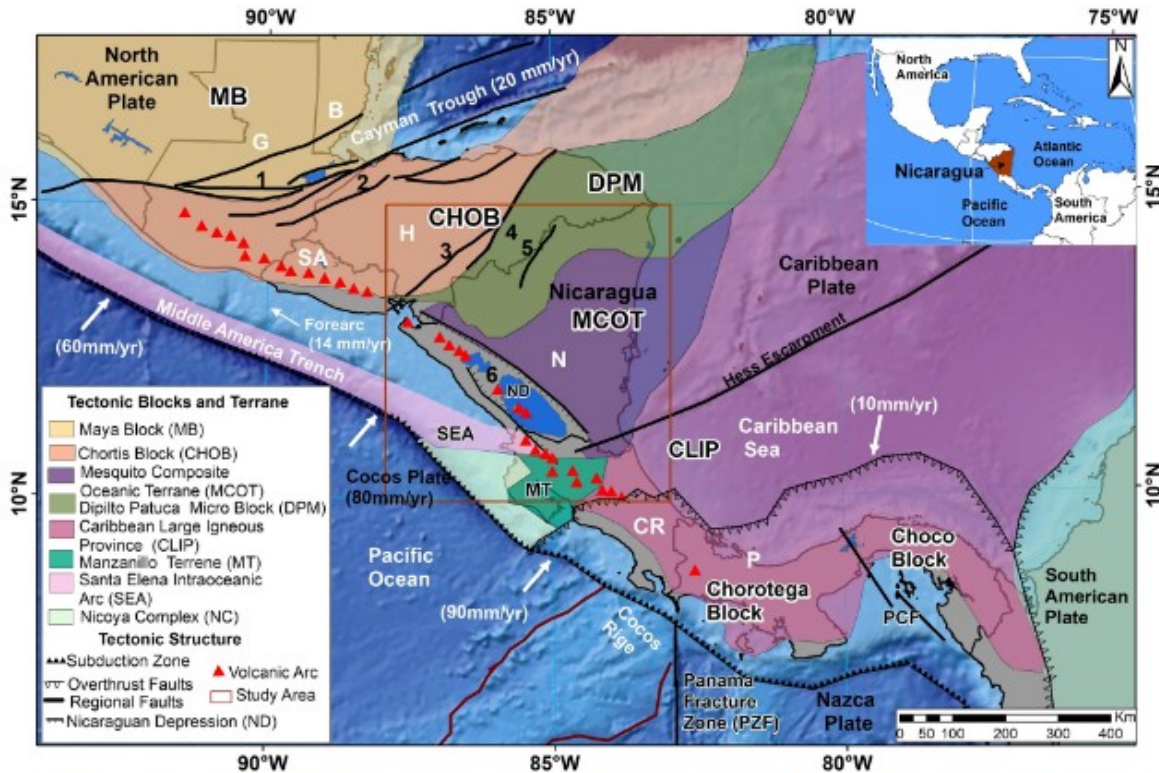 90°W
85°W
80°W
75°W
North
American
Plate
MB
B
G
Cayman Trough (20 mm/yr)
1
2
15°N
CHOB
DPM
H
3
4
5
SA
Nicaragua
MCOT
N
Caribbean
Plate
Hess Escarpment
Middle America Trench
Forearc
(14 mm/yr)
(60mm/yr)
6
ND
SEA
(10mm/yr)
Caribbean
Sea
CLIP
Cocos Plate
(80mm/yr)
MT
10°N
CR
P
Choco
Block
Chorotega
Block
Pacific
Ocean
(90mm/yr)
PCF
South
American
Plate
Cocos
Rige
Panama
Fracture
Zone (PZF)
Nazca
Plate
N
North
America
Atlantic
Ocean
Nicaragua
Pacific
Ocean
South
America
15°N
10°N
Tectonic Blocks and Terrane
Maya Block (MB)
Chortis Block (CHOB)
Mesquito Composite
Oceanic Terrane (MCOT)
Dipilto Patuca Micro Block (DPM)
Caribbean Large Igneous
Province (CLIP)
Manzanillo Terrene (MT)
Santa Elena Intraoceanic
Arc (SEA)
Nicoya Complex (NC)
Tectonic Structure
Subduction Zone
Overthrust Faults
Regional Faults
Nicaraguan Depression (ND)
Volcanic Arc
Study Area
Km
0 50 100 200 300 400
90°W
85°W
80°W